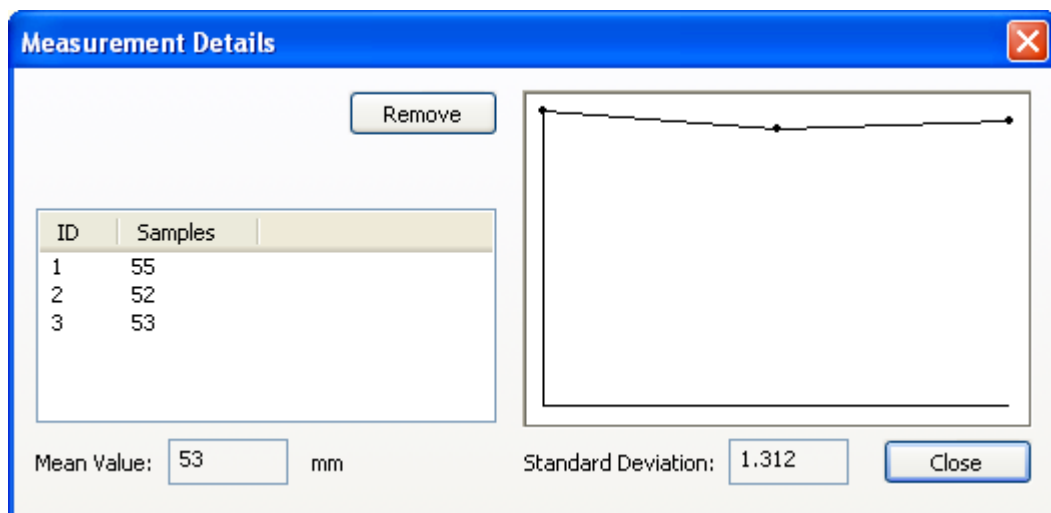 Measurement Details
Remove
ID Samples
1 55
2 52
3 53
Mean Value: 53 mm
Standard Deviation: 1.312
Close